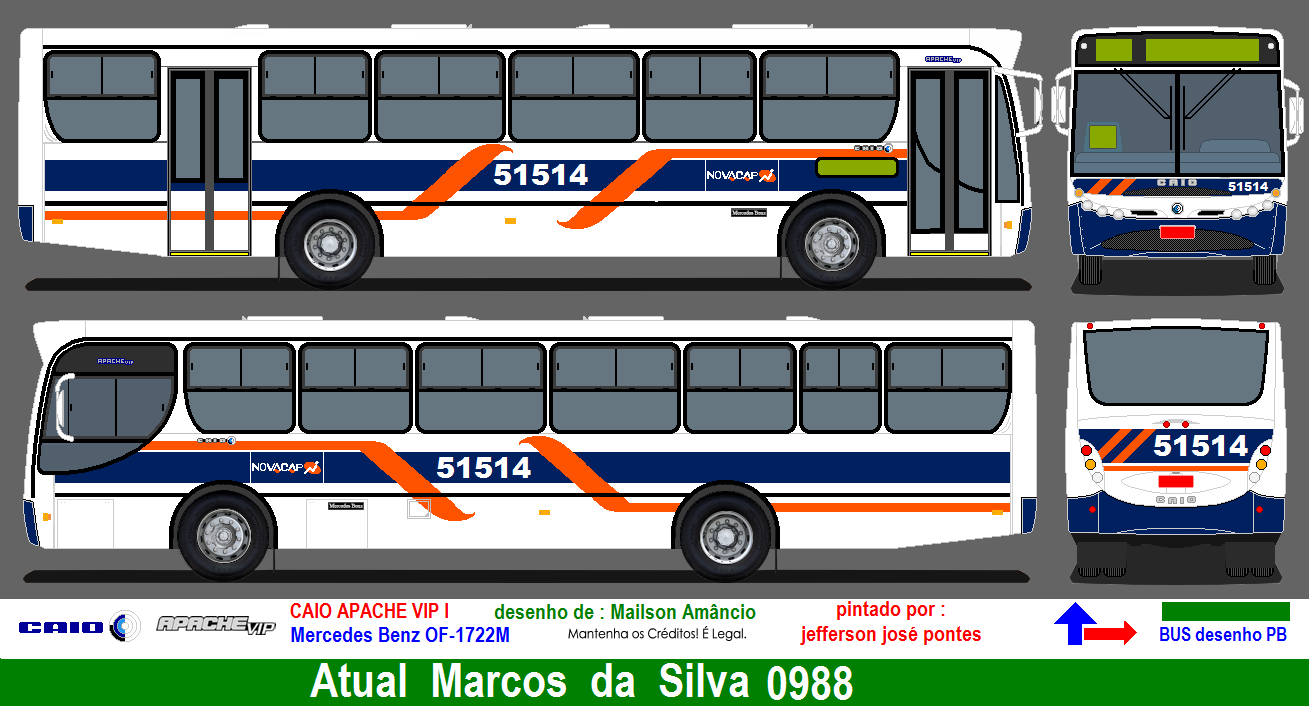 APACHE VIP
CAIO
51514
NOVACAP
Mercedes Benz
CAIO
51514
APACHE VIP
CAIO
NOVACAP
51514
Mercedes Benz
51514
CAIO
CAIO
APACHE VIP
CAIO APACHE VIP I
Mercedes Benz OF-1722M
desenho de : Mailson Amâncio
Mantenha os Créditos! É Legal.
pintado por :
jefferson josé pontes
BUS desenho PB
Atual Marcos da Silva 0988